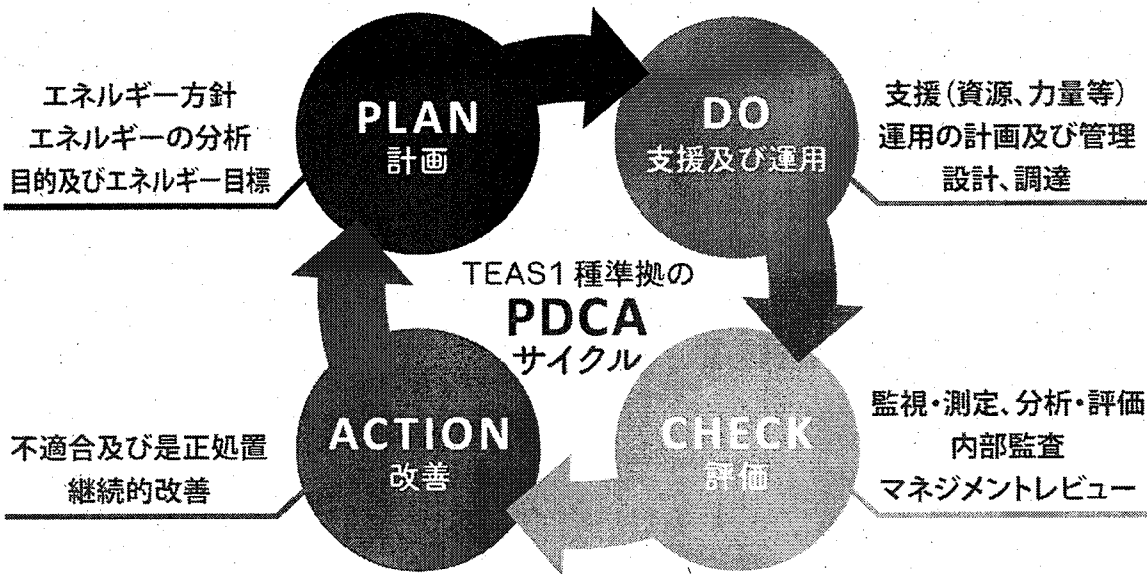 エネルギー方針
エネルギーの分析
目的及びエネルギー目標
PLAN
計画
DO
支援及び運用
支援(資源、力量等)
運用の計画及び管理
設計、調達
TEAS1種準拠の
PDCA
サイクル
不適合及び是正処置
継続的改善
ACTION
改善
CHECK
評価
監視・測定、分析・評価
内部監査
マネジメントレビュー